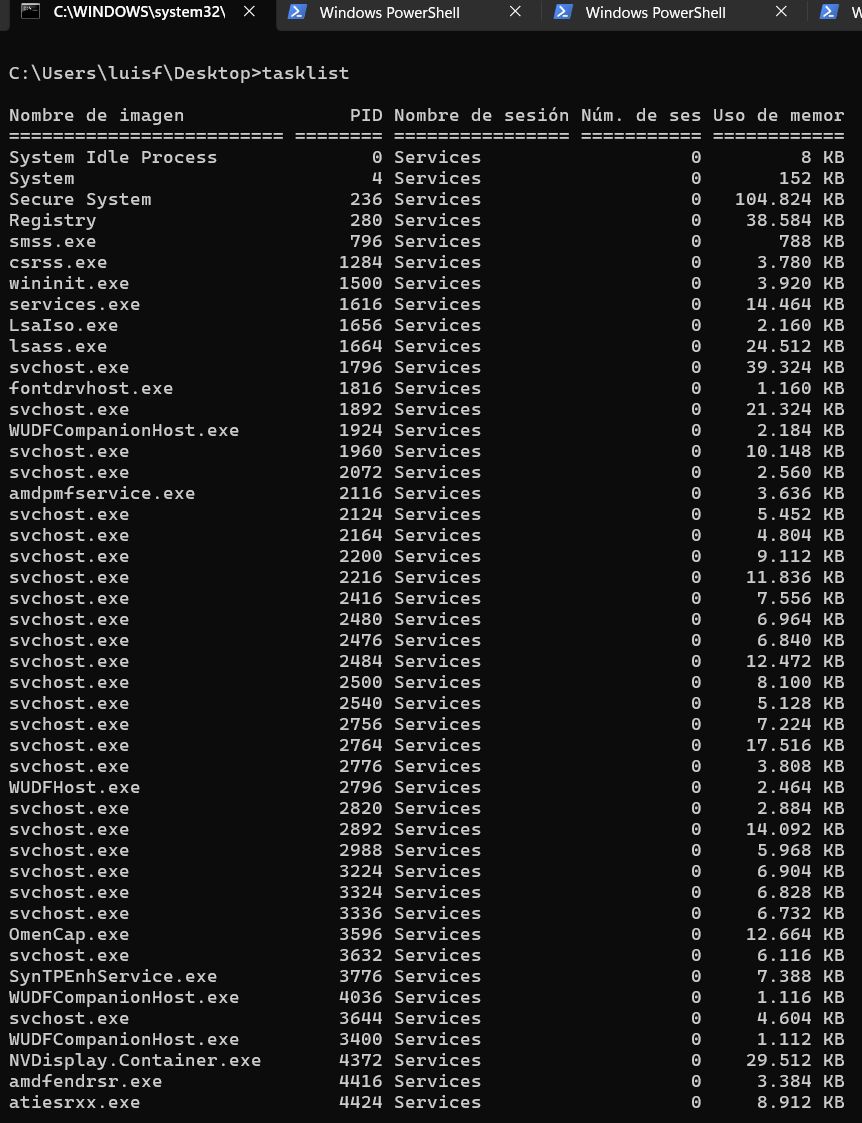 C:\WINDOWS\system32\ Windows PowerShell Windows PowerShell W
C:\Users\luisf\Desktop>tasklist
Nombre de imagen                     PID Nombre de sesión Núm. de ses Uso de memor
========================= ======== ================ =========== ============
System Idle Process                    0 Services                   0         8 KB
System                                 4 Services                   0       152 KB
Secure System                        236 Services                   0   104.824 KB
Registry                             280 Services                   0    38.584 KB
smss.exe                             796 Services                   0       788 KB
csrss.exe                           1284 Services                   0     3.780 KB
wininit.exe                         1500 Services                   0     3.920 KB
services.exe                        1616 Services                   0    14.464 KB
LsaIso.exe                          1656 Services                   0     2.160 KB
lsass.exe                           1664 Services                   0    24.512 KB
svchost.exe                         1796 Services                   0    39.324 KB
fontdrvhost.exe                     1816 Services                   0     1.160 KB
svchost.exe                         1892 Services                   0    21.324 KB
WUDFCompanionHost.exe               1924 Services                   0     2.184 KB
svchost.exe                         1960 Services                   0    10.148 KB
svchost.exe                         2072 Services                   0     2.560 KB
amdpmfservice.exe                   2116 Services                   0     3.636 KB
svchost.exe                         2124 Services                   0     5.452 KB
svchost.exe                         2164 Services                   0     4.804 KB
svchost.exe                         2200 Services                   0     9.112 KB
svchost.exe                         2216 Services                   0    11.836 KB
svchost.exe                         2416 Services                   0     7.556 KB
svchost.exe                         2480 Services                   0     6.964 KB
svchost.exe                         2476 Services                   0     6.840 KB
svchost.exe                         2484 Services                   0    12.472 KB
svchost.exe                         2500 Services                   0     8.100 KB
svchost.exe                         2540 Services                   0     5.128 KB
svchost.exe                         2756 Services                   0     7.224 KB
svchost.exe                         2764 Services                   0    17.516 KB
svchost.exe                         2776 Services                   0     3.808 KB
WUDFHost.exe                        2796 Services                   0     2.464 KB
svchost.exe                         2820 Services                   0     2.884 KB
svchost.exe                         2892 Services                   0    14.092 KB
svchost.exe                         2988 Services                   0     5.968 KB
svchost.exe                         3224 Services                   0     6.904 KB
svchost.exe                         3324 Services                   0     6.828 KB
svchost.exe                         3336 Services                   0     6.732 KB
OmenCap.exe                         3596 Services                   0    12.664 KB
svchost.exe                         3632 Services                   0     6.116 KB
SynTPEnhService.exe                 3776 Services                   0     7.388 KB
WUDFCompanionHost.exe               4036 Services                   0     1.116 KB
svchost.exe                         3644 Services                   0     4.604 KB
WUDFCompanionHost.exe               3400 Services                   0     1.112 KB
NVDisplay.Container.exe             4372 Services                   0    29.512 KB
amdfendrsr.exe                      4416 Services                   0     3.384 KB
atiesrxx.exe                        4424 Services                   0     8.912 KB